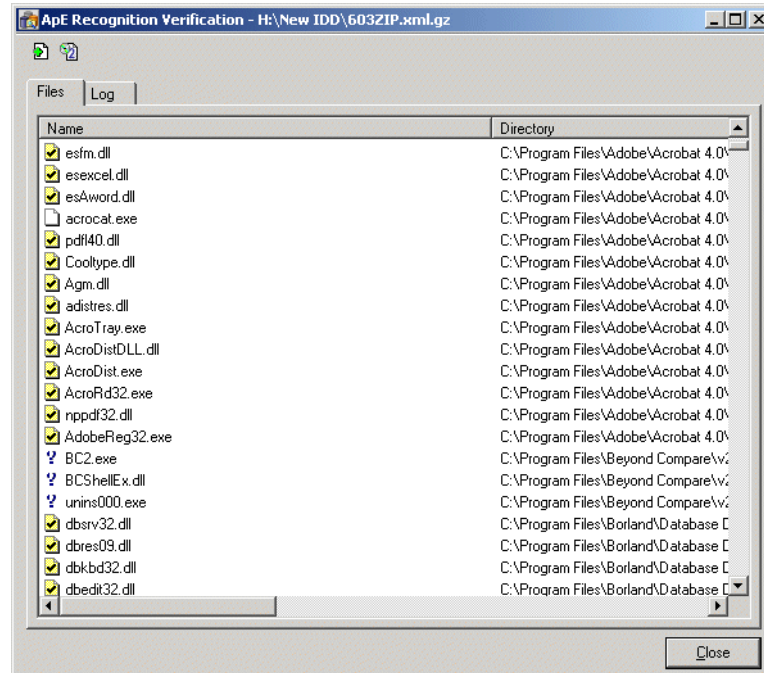 ApE Recognition Verification - H:\New IDD\603ZIP.xml.gz
Files Log
Name Directory
esfm.dll C:\Program Files\Adobe\Acrobat 4.0\
esexcel.dll C:\Program Files\Adobe\Acrobat 4.0\
esAword.dll C:\Program Files\Adobe\Acrobat 4.0\
acrocat.exe C:\Program Files\Adobe\Acrobat 4.0\
pdfl40.dll C:\Program Files\Adobe\Acrobat 4.0\
Cooltype.dll C:\Program Files\Adobe\Acrobat 4.0\
Agm.dll C:\Program Files\Adobe\Acrobat 4.0\
adistres.dll C:\Program Files\Adobe\Acrobat 4.0\
AcroTray.exe C:\Program Files\Adobe\Acrobat 4.0\
AcroDistDLL.dll C:\Program Files\Adobe\Acrobat 4.0\
AcroDist.exe C:\Program Files\Adobe\Acrobat 4.0\
AcroRd32.exe C:\Program Files\Adobe\Acrobat 4.0\
nppdf32.dll C:\Program Files\Adobe\Acrobat 4.0\
AdobeReg32.exe C:\Program Files\Adobe\Acrobat 4.0\
? BC2.exe C:\Program Files\Beyond Compare\v2
? BCShellEx.dll C:\Program Files\Beyond Compare\v2
? unins000.exe C:\Program Files\Beyond Compare\v2
dbsrv32.dll C:\Program Files\Borland\Database D
dbres09.dll C:\Program Files\Borland\Database D
dbkbd32.dll C:\Program Files\Borland\Database D
dbedit32.dll C:\Program Files\Borland\Database D
Close